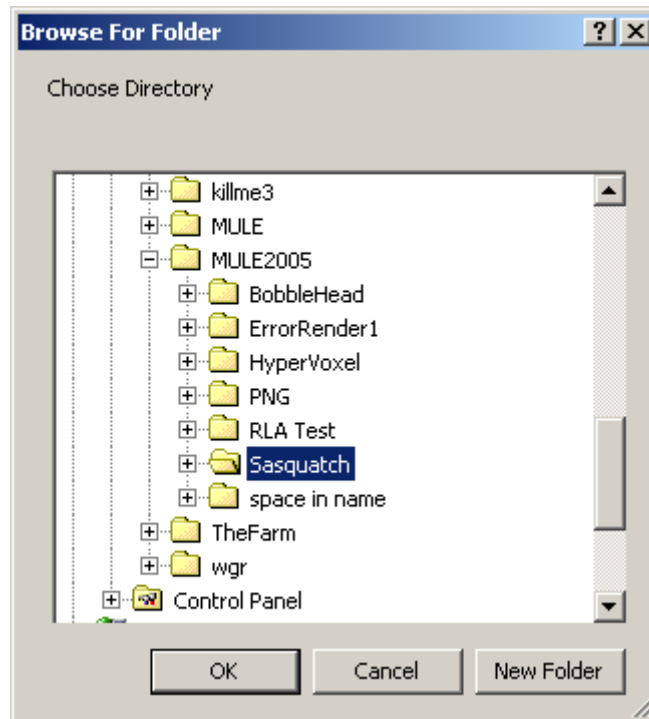 Browse For Folder
Choose Directory
killme3
MULE
MULE2005
BobbleHead
ErrorRender1
HyperVoxel
PNG
RLA Test
Sasquatch
space in name
TheFarm
wgr
Control Panel
OK Cancel New Folder